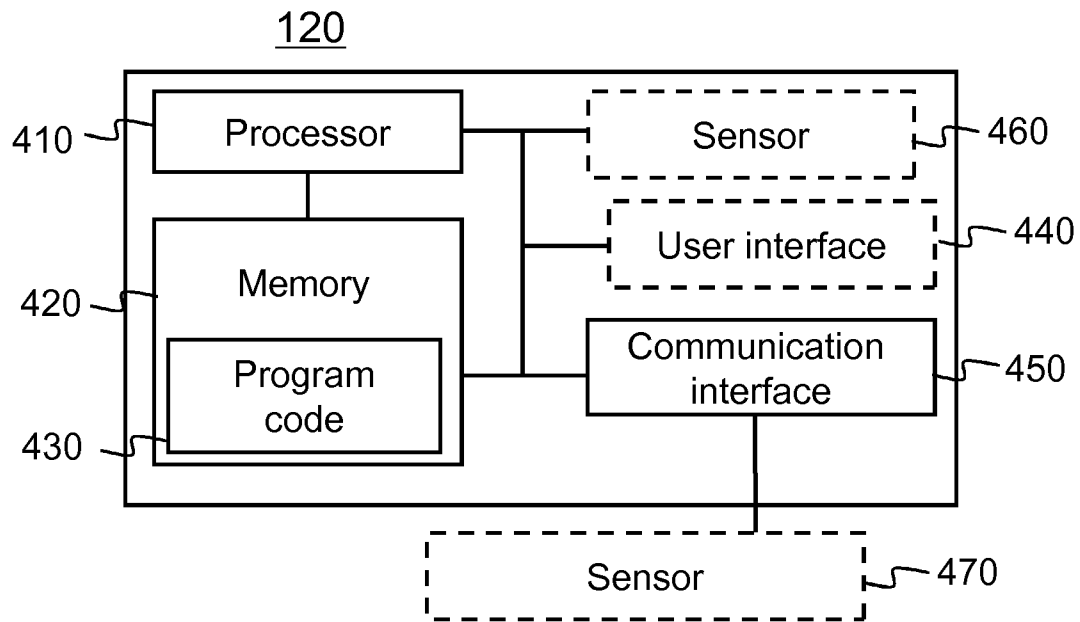 120
410
Processor
Sensor
460
User interface
440
420
Memory
Communication
interface
450
Program
code
430
Sensor
470